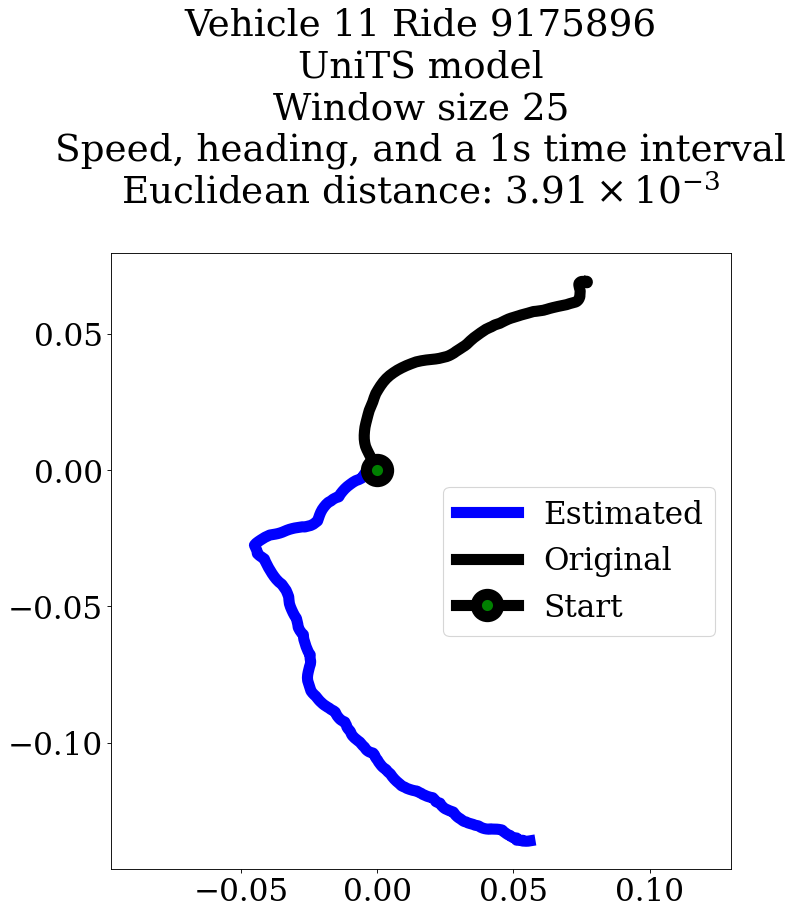 Vehicle 11 Ride 9175896
UniTS model
Window size 25
Speed, heading, and a 1s time interval
Euclidean distance: 3.91 × 10⁻³
0.05
0.00
−0.05
−0.10
Estimated
Original
Start
−0.05 0.00 0.05 0.10